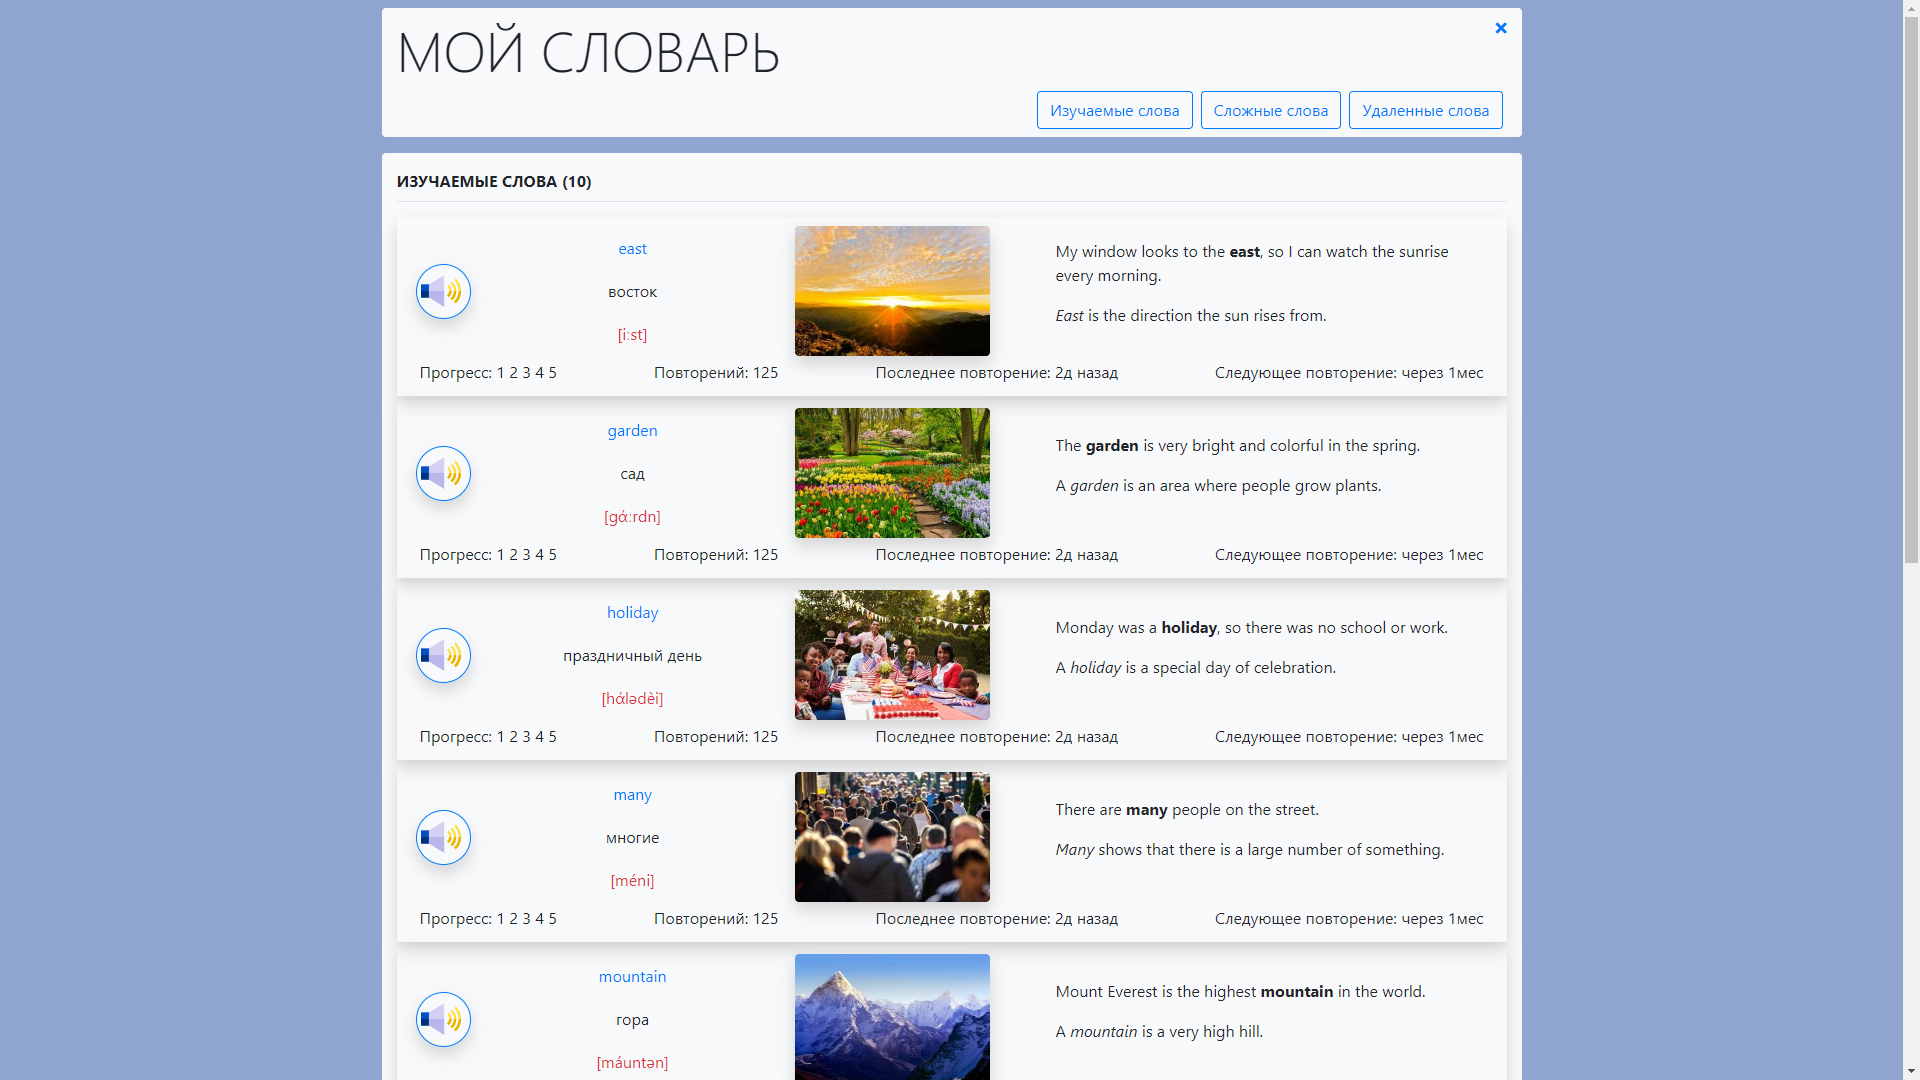 МОЙ СЛОВАРЬ
×
Изучаемые слова Сложные слова Удаленные слова
ИЗУЧАЕМЫЕ СЛОВА (10)
east
восток
[i:st]
My window looks to the east, so I can watch the sunrise
every morning.
East is the direction the sun rises from.
Прогресс: 1 2 3 4 5 Повторений: 125 Последнее повторение: 2д назад Следующее повторение: через 1мес
garden
сад
[gά:rdn]
The garden is very bright and colorful in the spring.
A garden is an area where people grow plants.
Прогресс: 1 2 3 4 5 Повторений: 125 Последнее повторение: 2д назад Следующее повторение: через 1мес
holiday
праздничный день
[hάlədèi]
Monday was a holiday, so there was no school or work.
A holiday is a special day of celebration.
Прогресс: 1 2 3 4 5 Повторений: 125 Последнее повторение: 2д назад Следующее повторение: через 1мес
many
многие
[méni]
There are many people on the street.
Many shows that there is a large number of something.
Прогресс: 1 2 3 4 5 Повторений: 125 Последнее повторение: 2д назад Следующее повторение: через 1мес
mountain
гора
[máuntən]
Mount Everest is the highest mountain in the world.
A mountain is a very high hill.